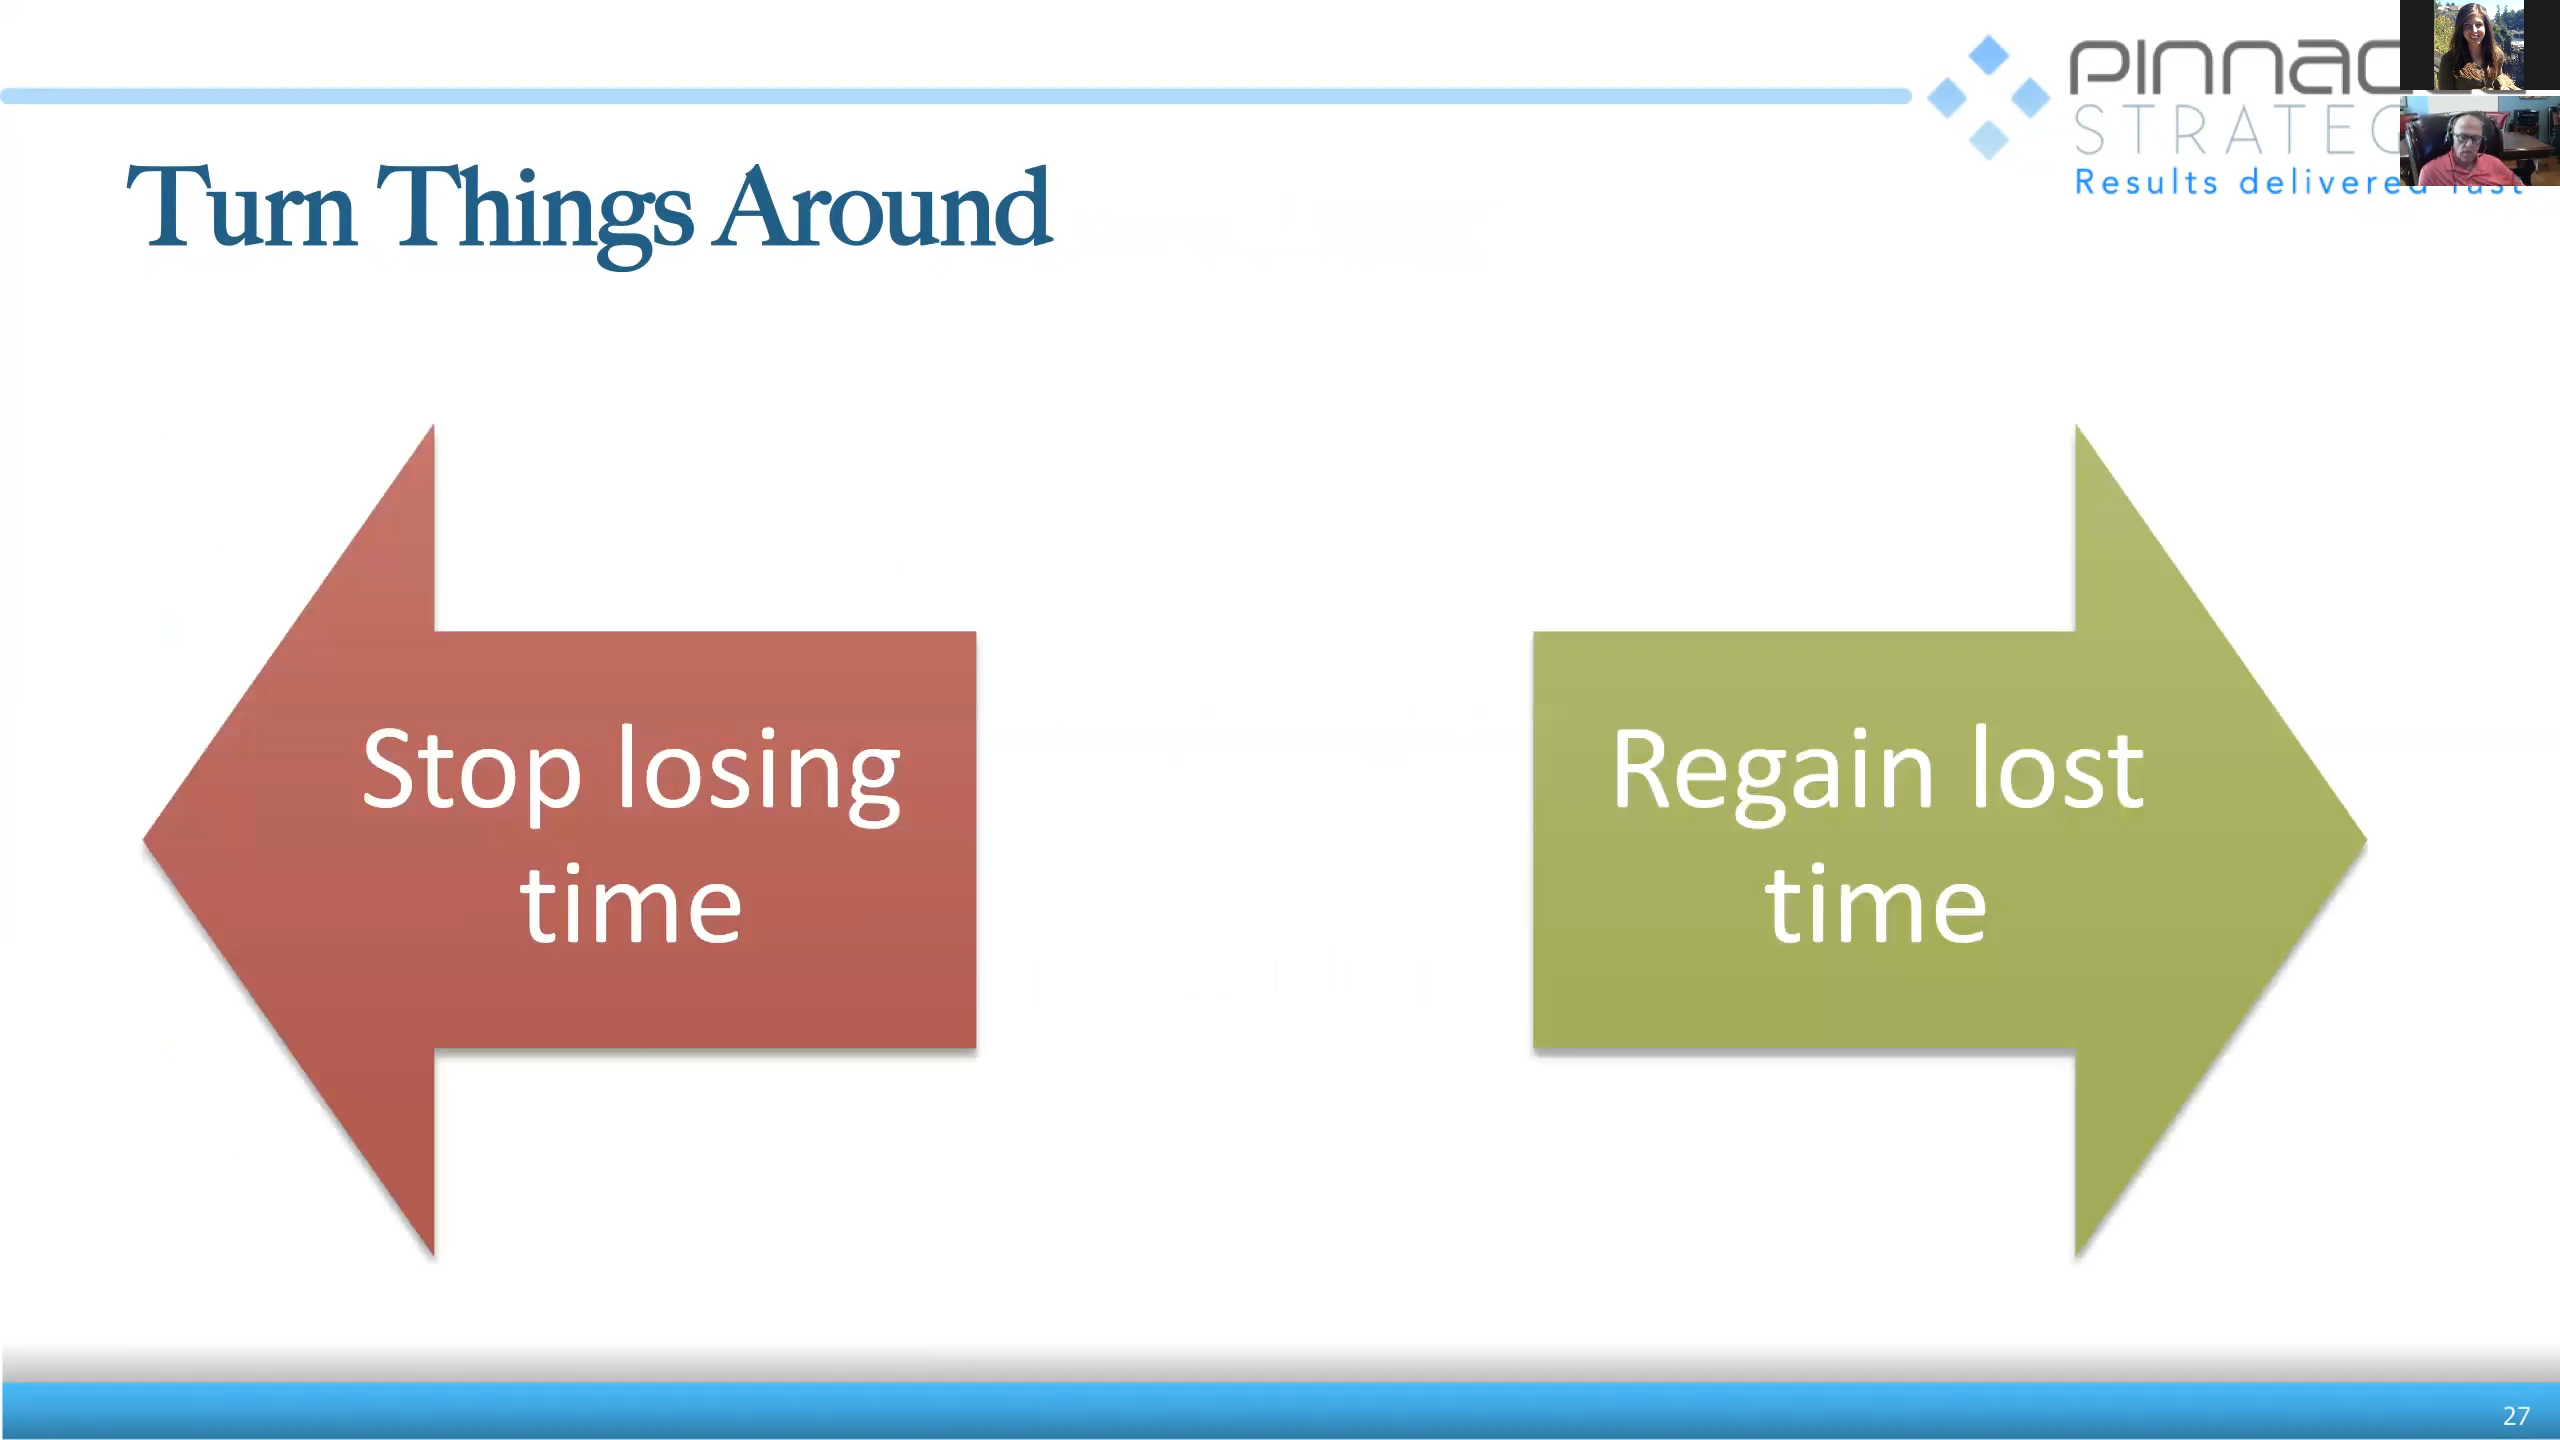 PINNAC
STRATEG
Results delivered fast
Turn Things Around
Stop losing
time
Regain lost
time
27